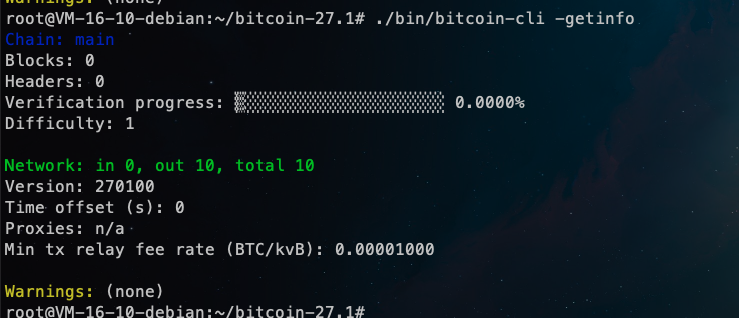 Warnings: (none)
root@VM-16-10-debian:~/bitcoin-27.1# ./bin/bitcoin-cli -getinfo
Chain: main
Blocks: 0
Headers: 0
Verification progress: ▒░░░░░░░░░░░░░░░░░░░░ 0.0000%
Difficulty: 1

Network: in 0, out 10, total 10
Version: 270100
Time offset (s): 0
Proxies: n/a
Min tx relay fee rate (BTC/kvB): 0.00001000

Warnings: (none)
root@VM-16-10-debian:~/bitcoin-27.1#